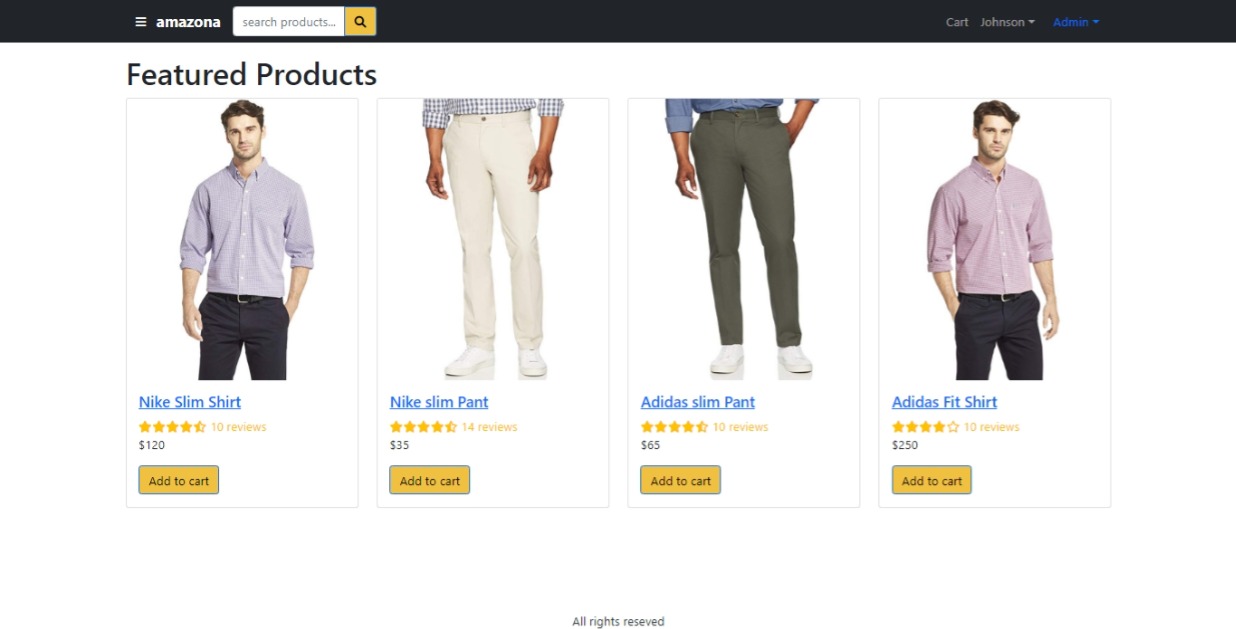 amazona search products... Cart Johnson Admin
Featured Products
Nike Slim Shirt
10 reviews
$120
Add to cart
Nike slim Pant
14 reviews
$35
Add to cart
Adidas slim Pant
10 reviews
$65
Add to cart
Adidas Fit Shirt
10 reviews
$250
Add to cart
All rights reseved